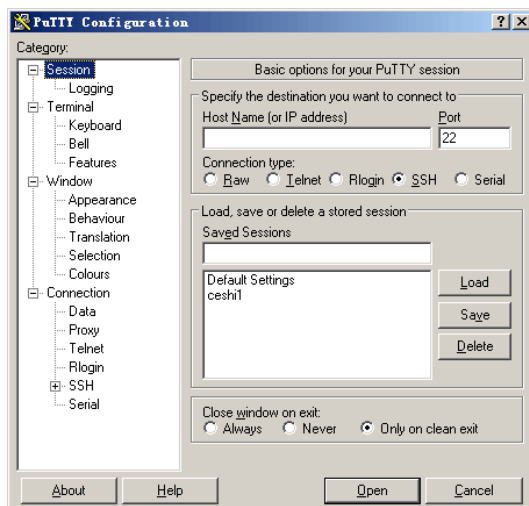 PuTTY Configuration
Category:
Session
Logging
Terminal
Keyboard
Bell
Features
Window
Appearance
Behaviour
Translation
Selection
Colours
Connection
Data
Proxy
Telnet
Rlogin
SSH
Serial
Basic options for your PuTTY session
Specify the destination you want to connect to
Host Name (or IP address) Port
22
Connection type:
Raw Telnet Rlogin SSH Serial
Load, save or delete a stored session
Saved Sessions
Default Settings
ceshi1
Load
Save
Delete
Close window on exit:
Always Never Only on clean exit
About Help Open Cancel